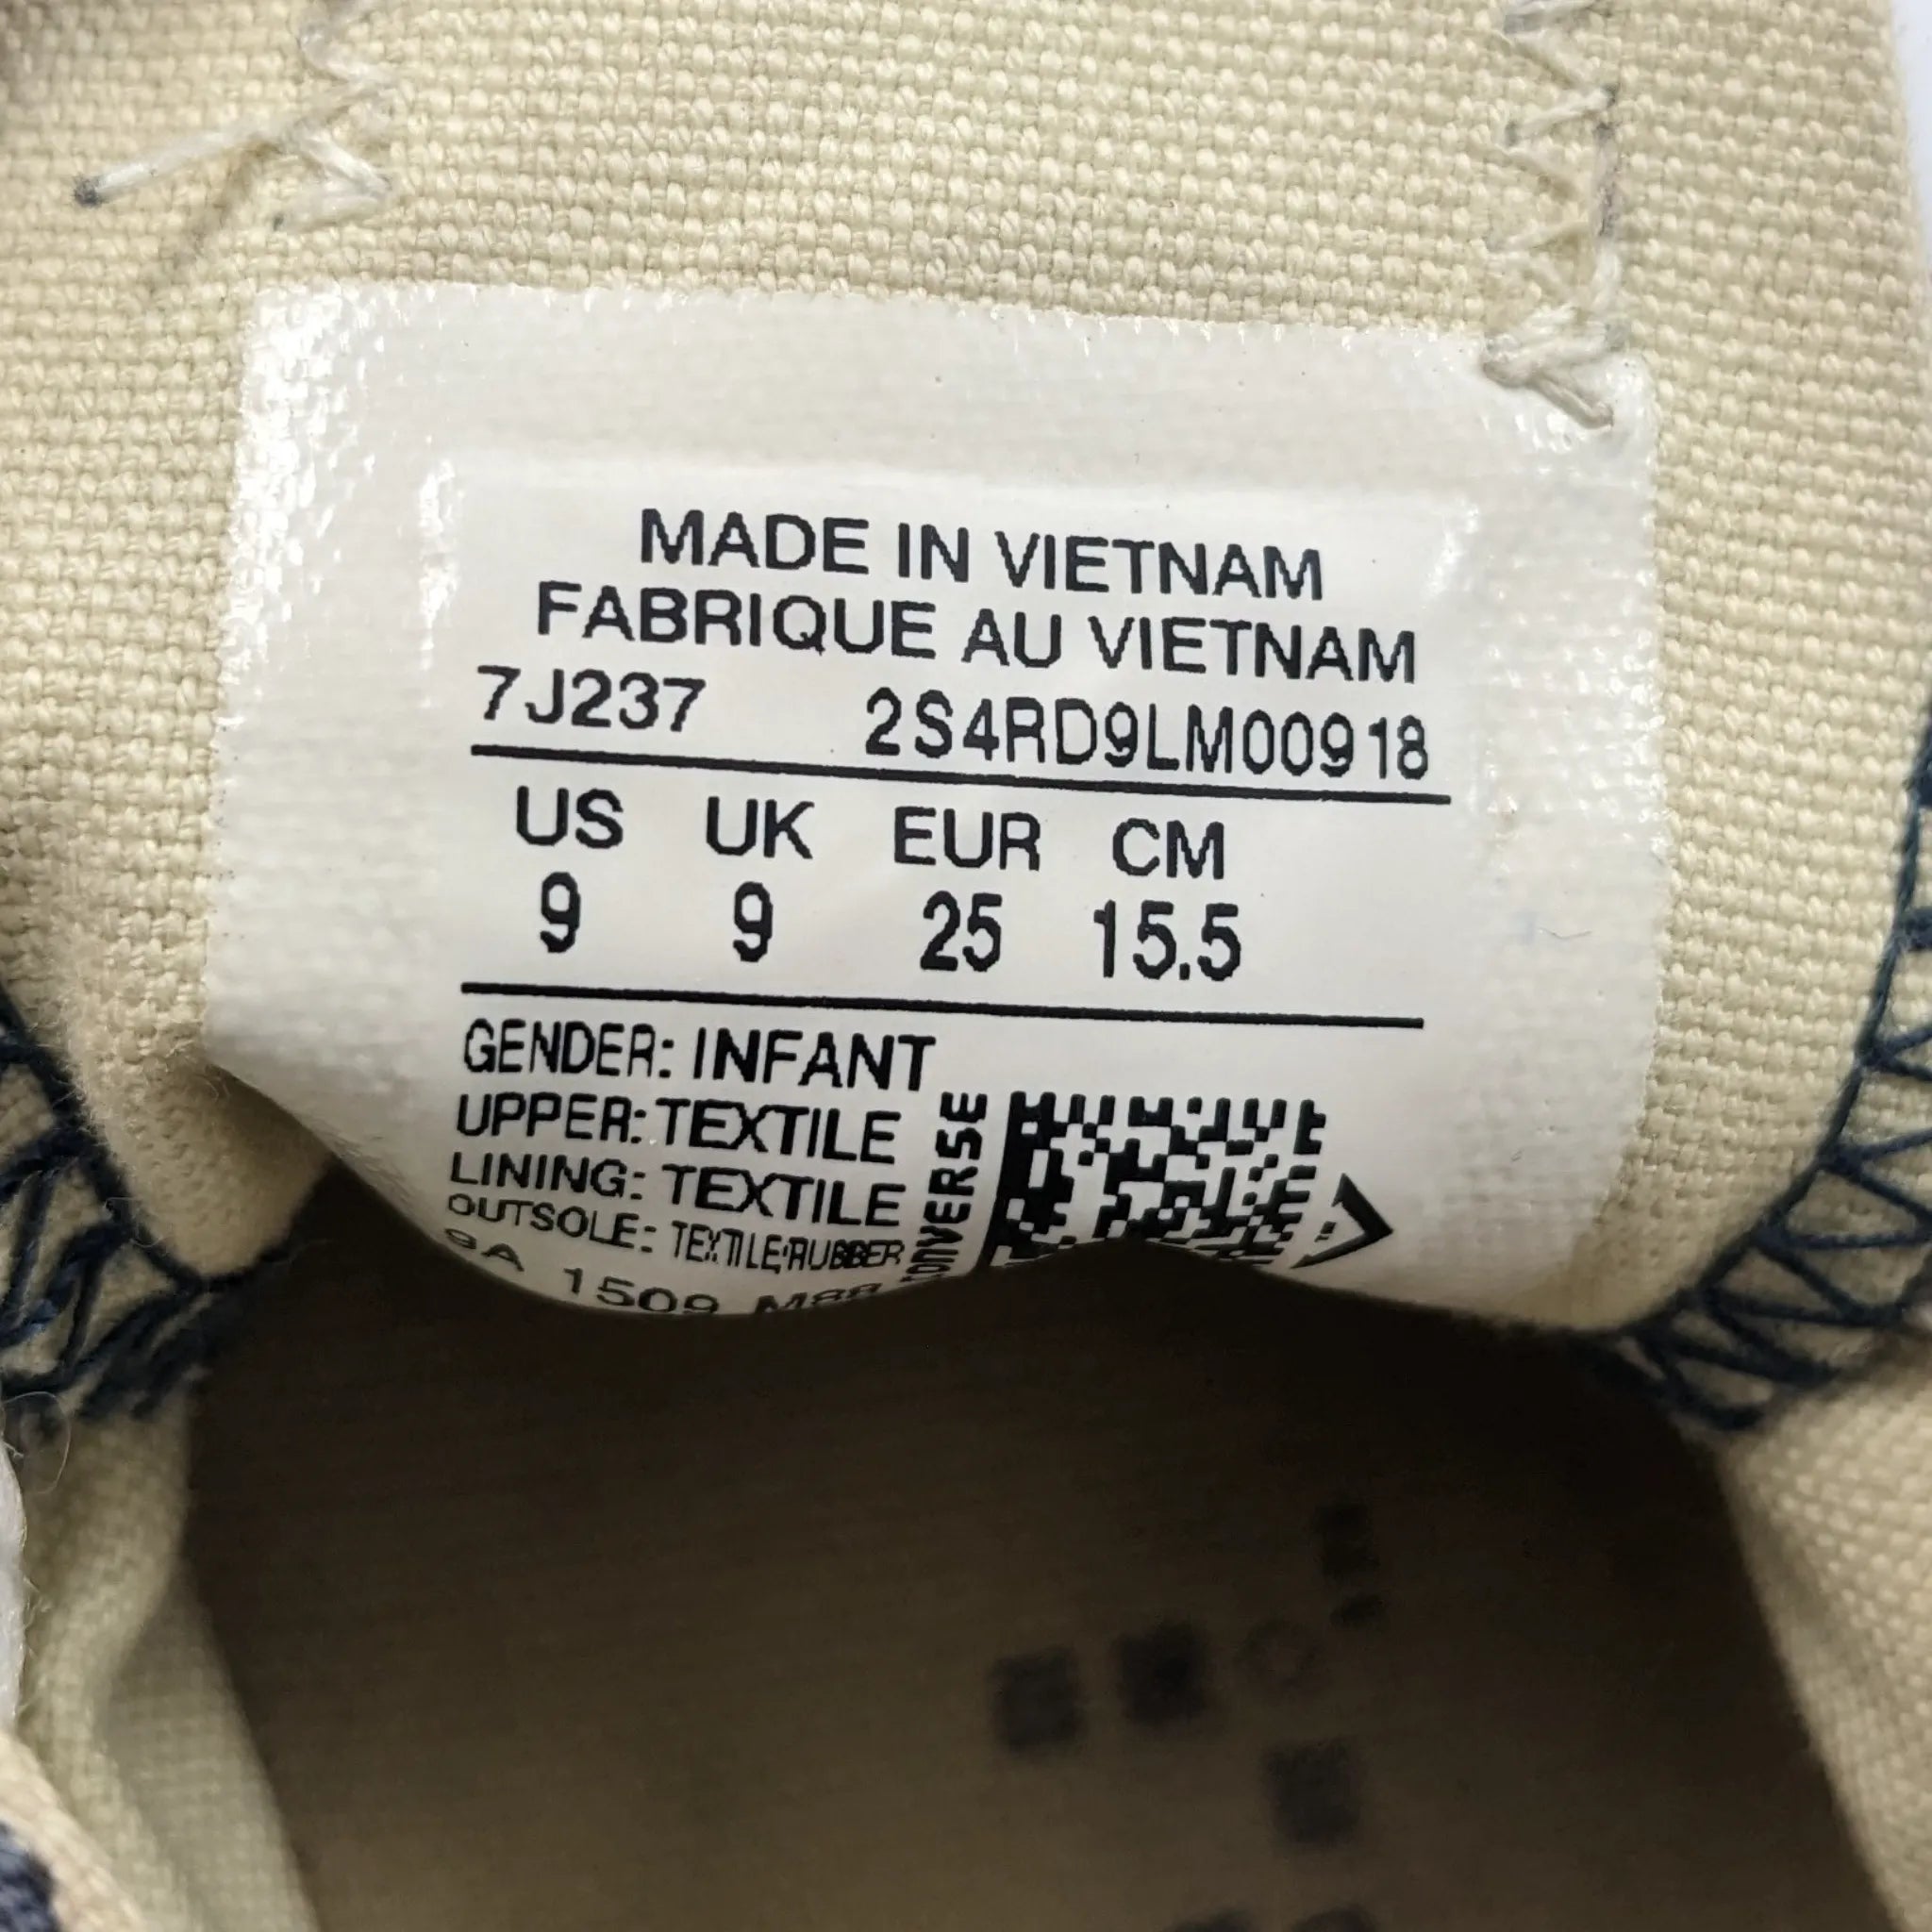 MADE IN VIETNAM
FABRIQUE AU VIETNAM
7J237 2S4RD9LM00918
US UK EUR CM
9 9 25 15.5
GENDER: INFANT
UPPER: TEXTILE
LINING: TEXTILE
OUTSOLE: TEXTILE/RUBBER
1509
CONVERSE